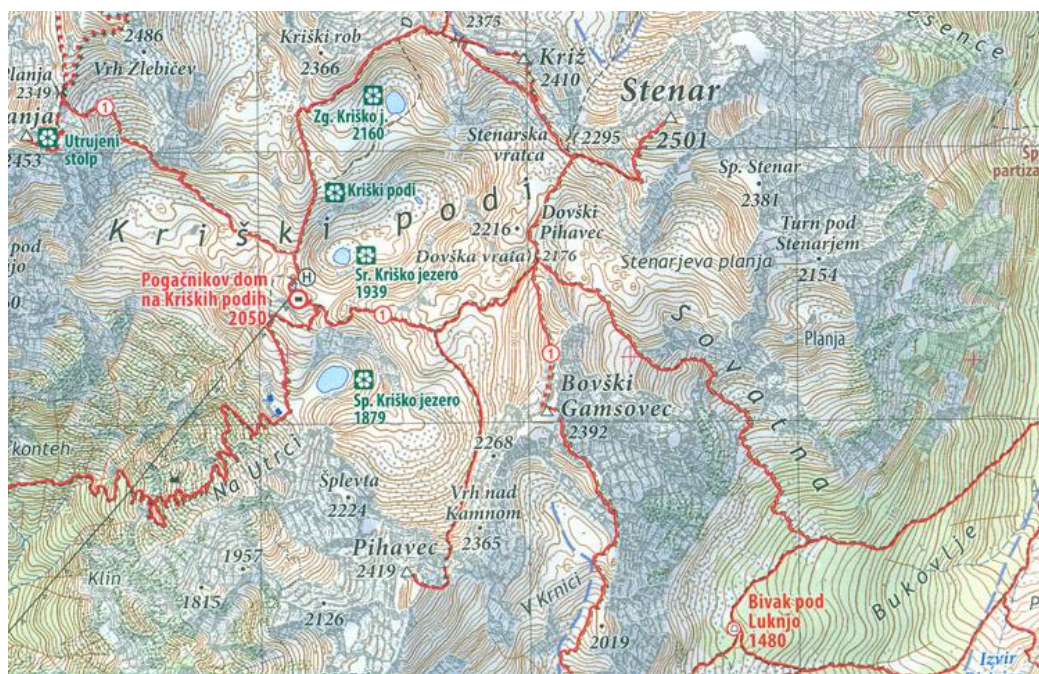 2486
Vrh Žlebičev
Kriški rob
2366
D
2375
Križ
2410
Stenar
2501
2349
1
2453
Utrujeni
stolp
Zg. Kriško j.
2160
Stenarska
vratca
2295
Sp. Stenar
2381
Kriški podi
Kriški podi
2216
Dovški
Pihavec
Dovška vrata
2176
Stenarjeva planja
Turn pod
Stenarjem
2154
Sr. Kriško jezero
1939
Pogačnikov dom
na Kriških podih
2050
H
1
Sovatna
Planja
1
Bovški
Gamsovec
2392
Sp. Kriško jezero
1879
Na Utrci
Šplevta
2224
2268
Vrh nad
Kamnom
2365
Pihavec
2419
1957
Klin
1815
2126
V Krnici
2019
Bivak pod
Luknjo
1480
Bukovlje
Izvir